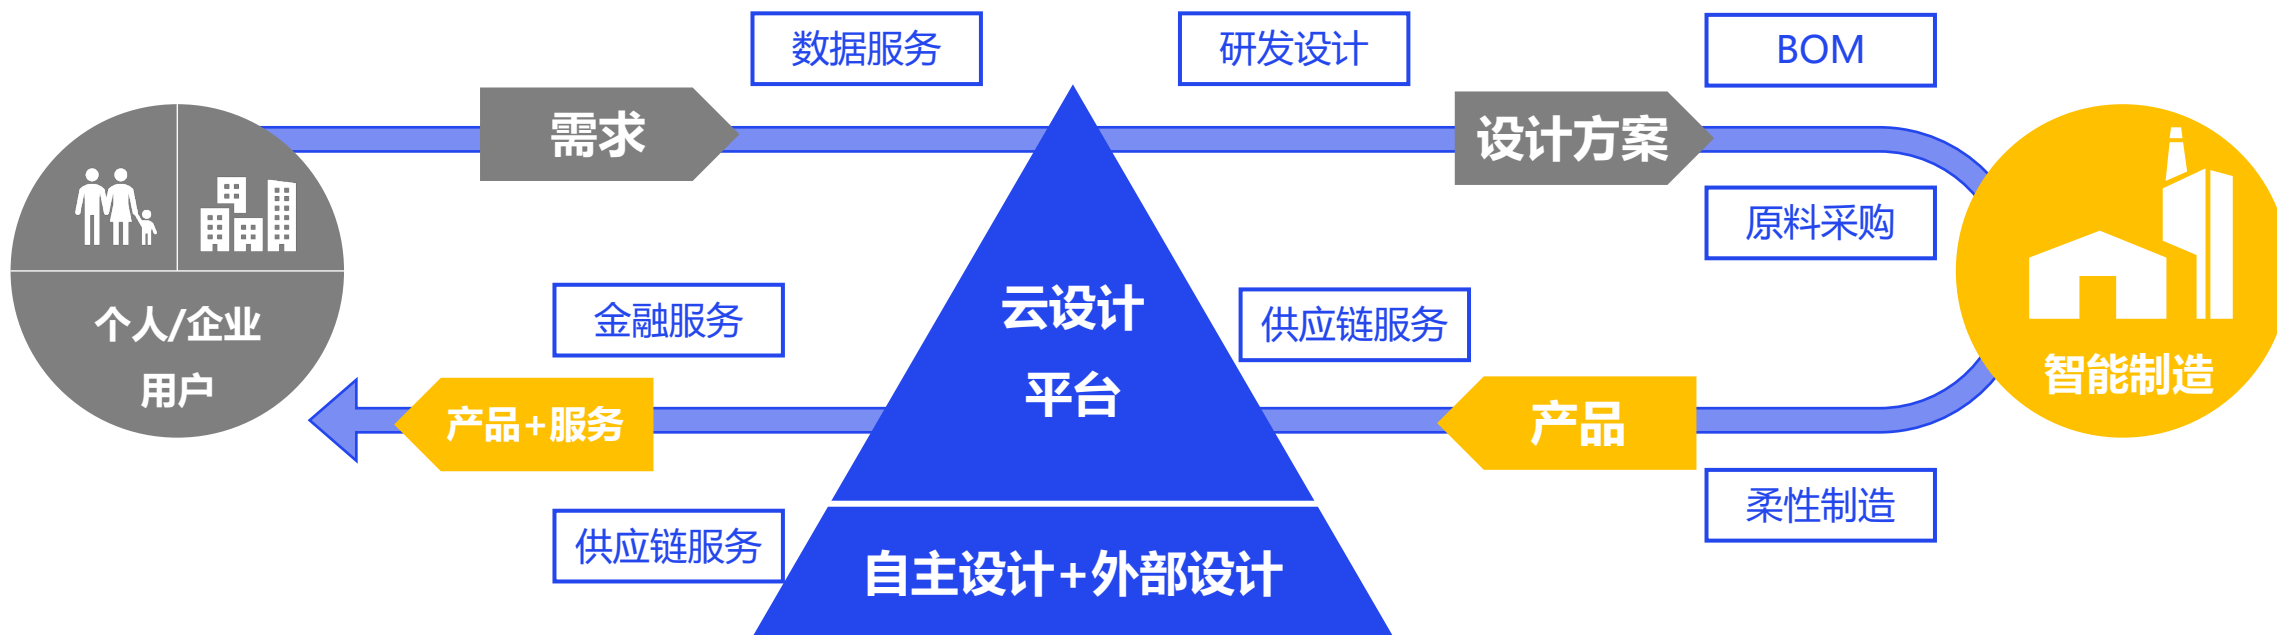 数据服务
研发设计
BOM
需求
设计方案
原料采购
个人/企业
用户
金融服务
云设计
平台
供应链服务
智能制造
产品+服务
产品
供应链服务
柔性制造
自主设计+外部设计